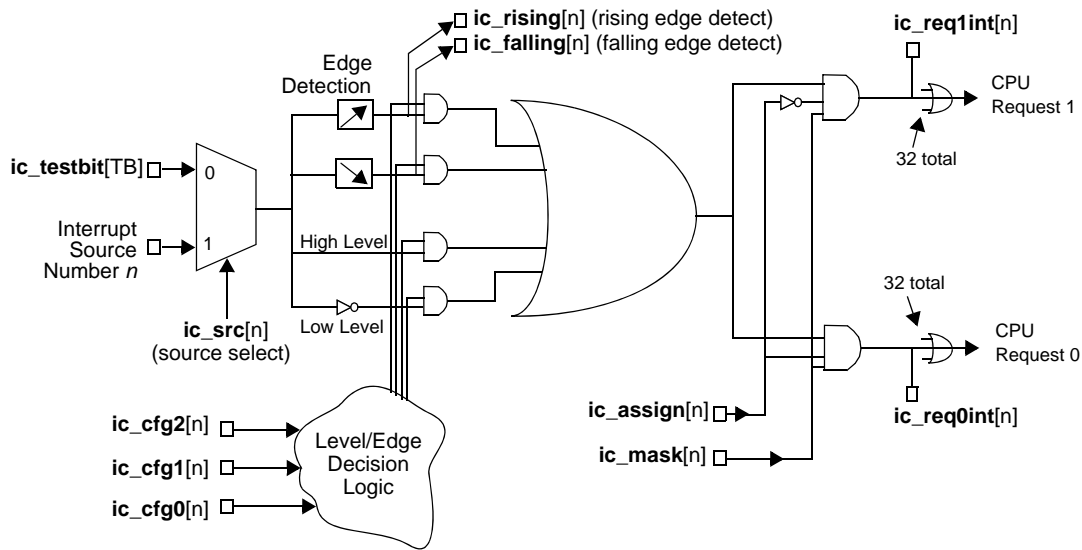 ic_rising[n] (rising edge detect)
ic_falling[n] (falling edge detect)
ic_req1int[n]
Edge
Detection
CPU
Request 1
32 total
ic_testbit[TB]
0
Interrupt
Source
Number n
1
High Level
Low Level
ic_src[n]
(source select)
32 total
CPU
Request 0
ic_assign[n]
ic_req0int[n]
ic_mask[n]
ic_cfg2[n]
ic_cfg1[n]
ic_cfg0[n]
Level/Edge
Decision
Logic